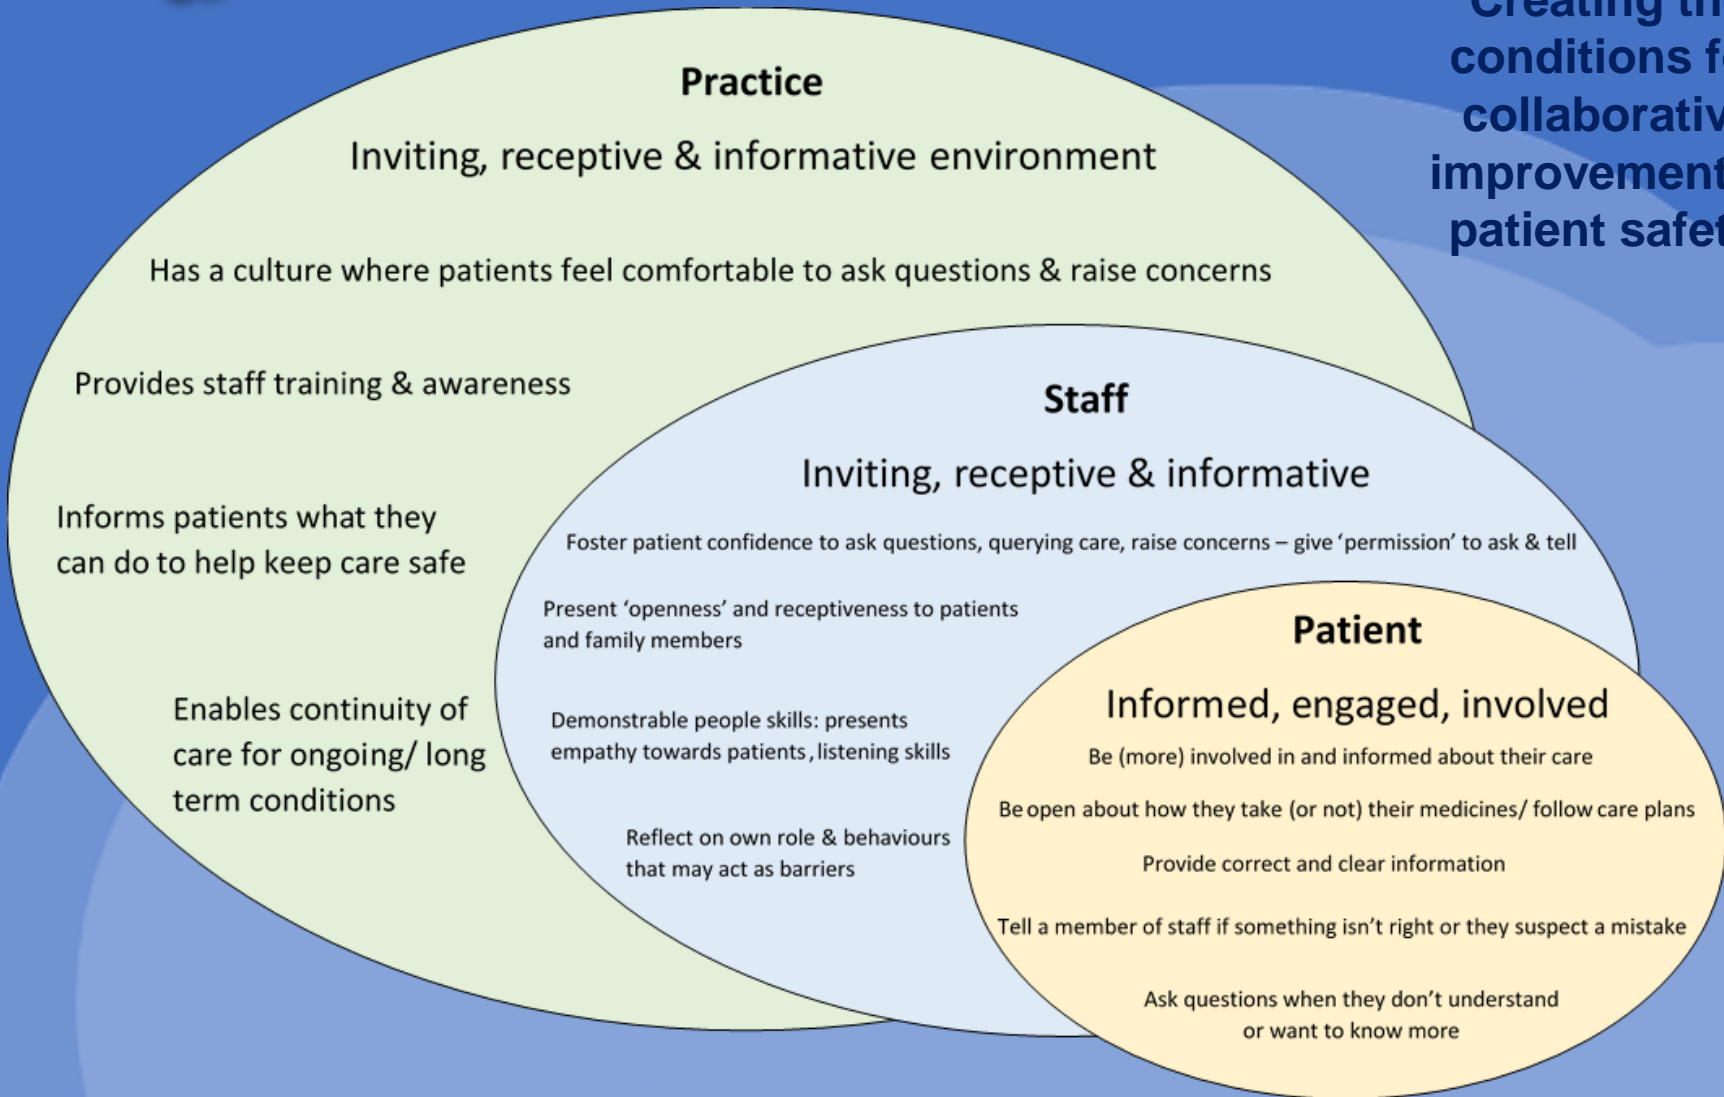 Creating the
conditions
collaborativ
improvement
patient safet
Practice
Inviting, receptive & informative environment
Has a culture where patients feel comfortable to ask questions & raise concerns
Provides staff training & awareness
Informs patients what they
can do to help keep care safe
Enables continuity of
care for ongoing/ long
term conditions
Staff
Inviting, receptive & informative
Foster patient confidence to ask questions, querying care, raise concerns – give ‘permission’ to ask & tell
Present ‘openness’ and receptiveness to patients
and family members
Demonstrable people skills: presents
empathy towards patients, listening skills
Reflect on own role & behaviours
that may act as barriers
Patient
Informed, engaged, involved
Be (more) involved in and informed about their care
Be open about how they take (or not) their medicines/ follow care plans
Provide correct and clear information
Tell a member of staff if something isn’t right or they suspect a mistake
Ask questions when they don’t understand
or want to know more